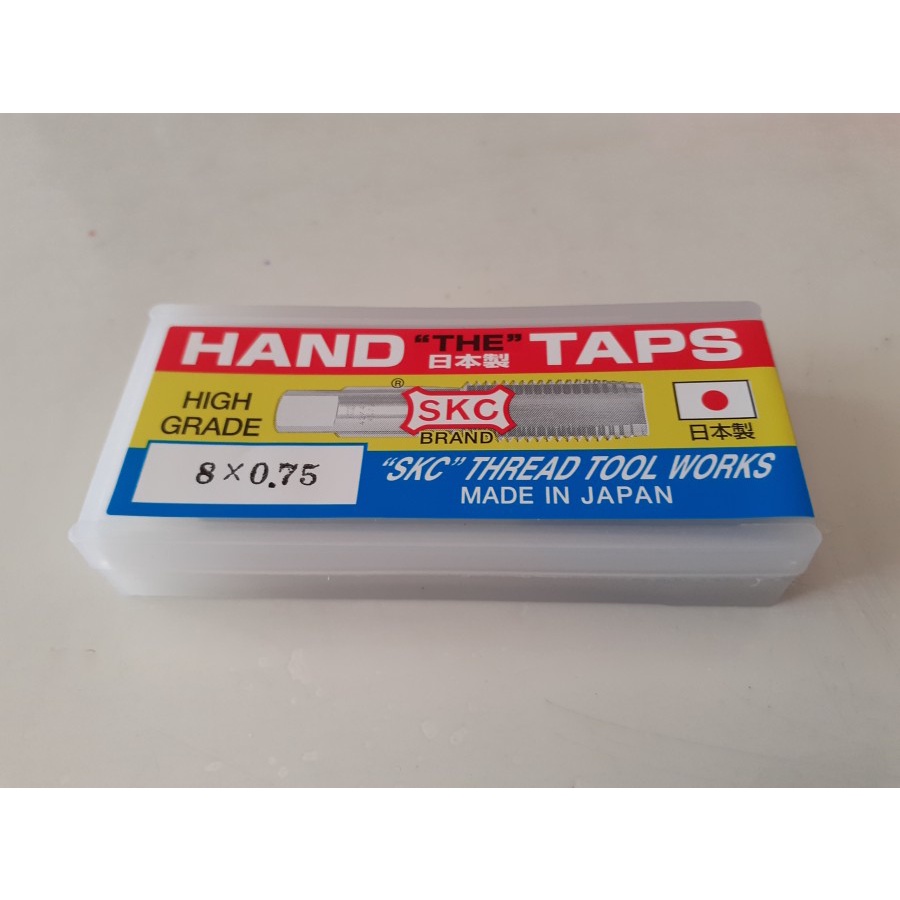 HAND "THE" TAPS
日本製
HIGH
GRADE
®
SKC
BRAND
日本製
8×0.75
"SKC" THREAD TOOL WORKS
MADE IN JAPAN